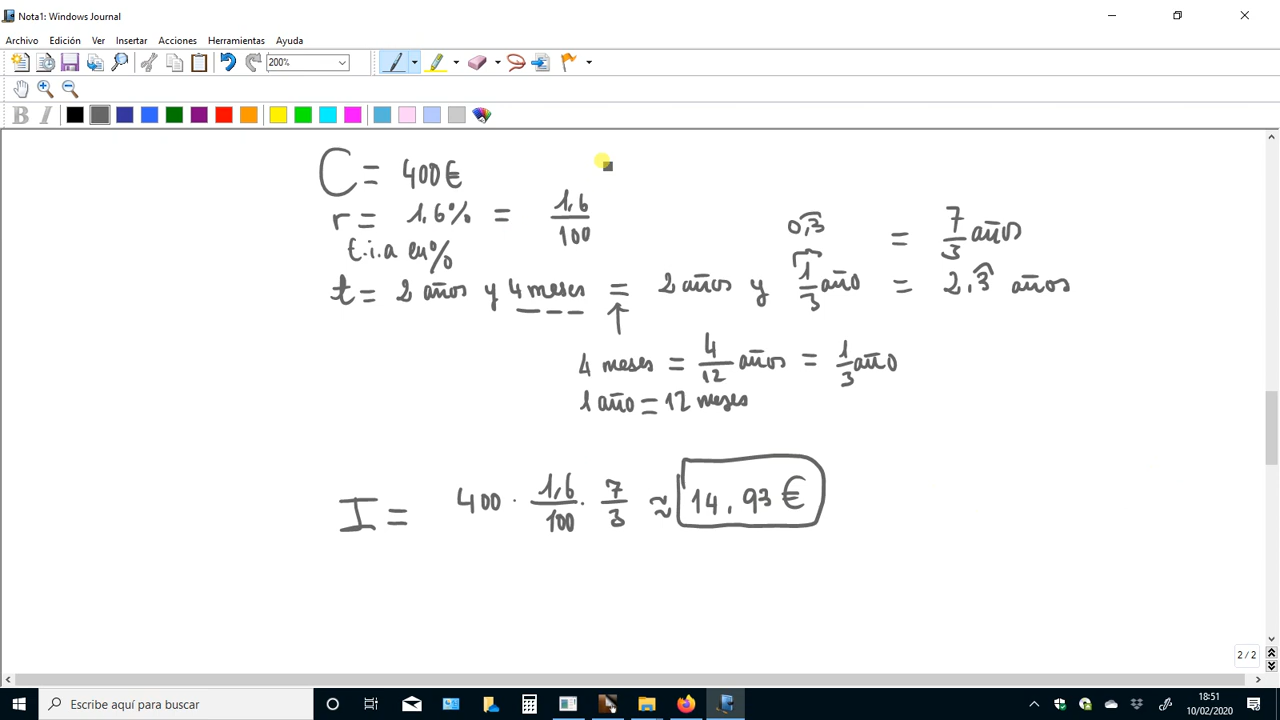 Nota1: Windows Journal
Archivo Edición Ver Insertar Acciones Herramientas Ayuda
200%
B I
C = 400€
r = 1,6% = 1,6/100
t.i.a en%
0,3
= 7/3 años
t = 2 años y 4 meses = 2 años y 1/3 año = 2,3 años
4 meses = 4/12 años = 1/3 año
1 año = 12 meses
I = 400 · 1,6/100 · 7/3 ≈ 14,93 €
2 / 2
Escribe aquí para buscar
18:51
10/02/2020